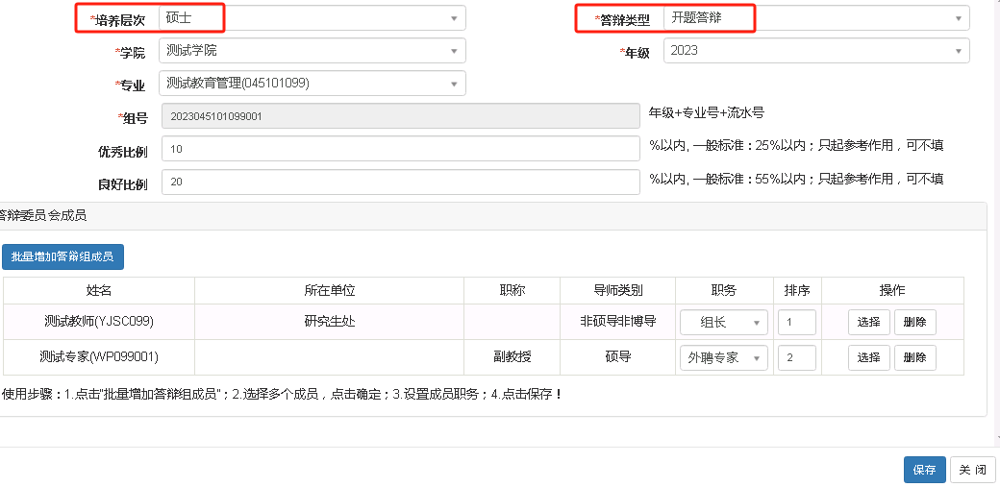 *培养层次 硕士 *答辩类型 开题答辩
*学院 测试学院 *年级 2023
*专业 测试教育管理(045101099)
*组号 2023045101099001 年级+专业号+流水号
优秀比例 10 %以内, 一般标准：25%以内；只起参考作用，可不填
良好比例 20 %以内, 一般标准：55%以内；只起参考作用，可不填
答辩委员会成员
批量增加答辩组成员
姓名 所在单位 职称 导师类别 职务 排序 操作
测试教师(YJSC099) 研究生处 非硕导非博导 组长 1 选择 删除
测试专家(WP099001) 副教授 硕导 外聘专家 2 选择 删除
使用步骤：1.点击"批量增加答辩组成员"；2.选择多个成员，点击确定；3.设置成员职务；4.点击保存！
保存 关 闭